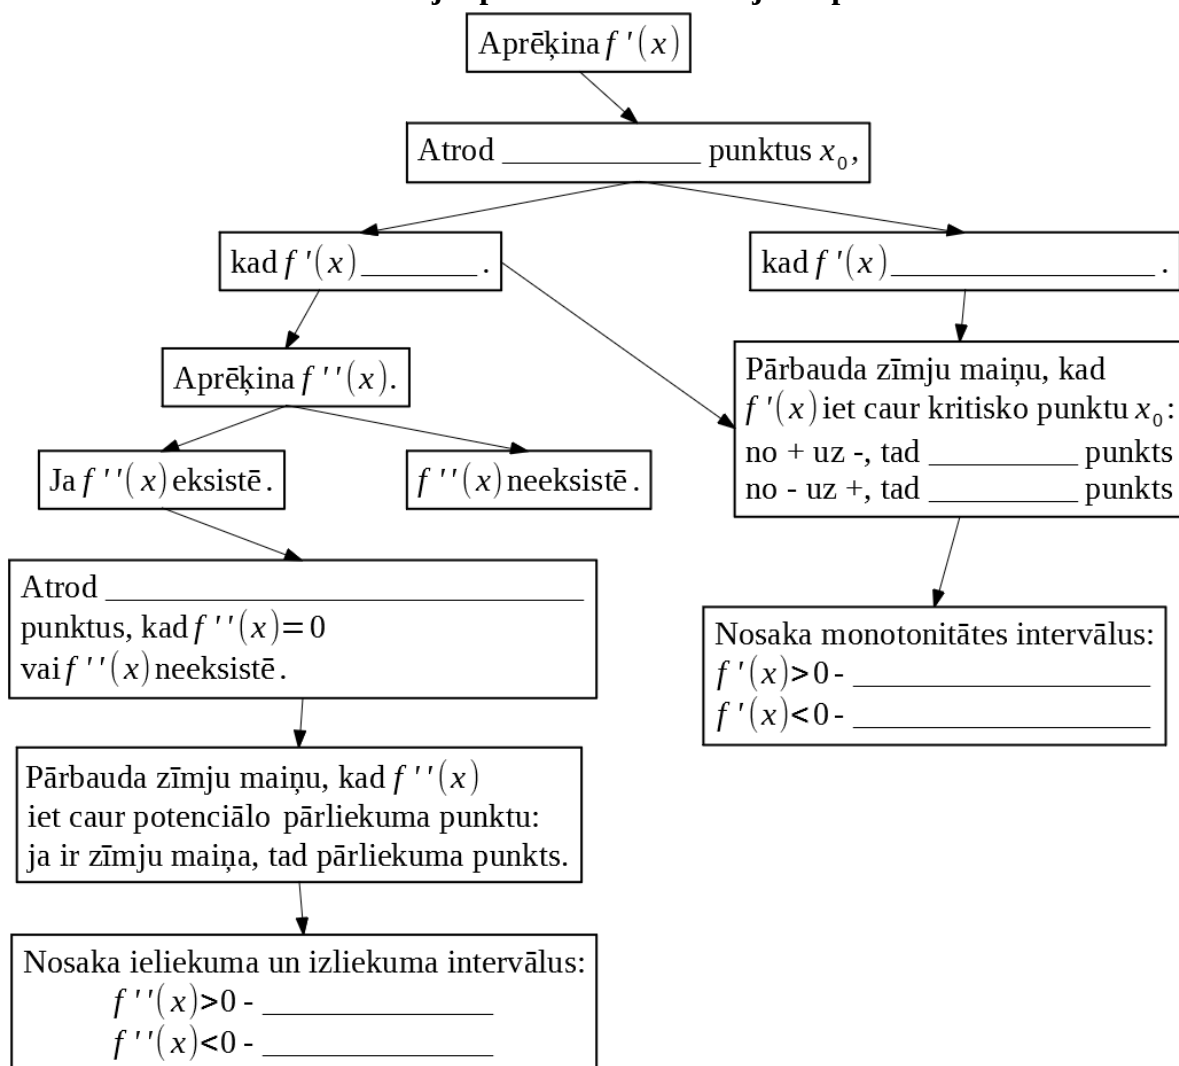 Aprēķina f '(x)
Atrod ____________ punktus x₀,
kad f '(x)_______ .
kad f '(x)________________ .
Aprēķina f ' '(x).
Pārbauda zīmju maiņu, kad
f '(x) iet caur kritisko punktu x₀:
no + uz -, tad _________ punkts
no - uz +, tad _________ punkts
Ja f ' '(x) eksistē.
f ' '(x) neeksistē.
Atrod _____________________________
punktus, kad f ' '(x)=0
vai f ' '(x) neeksistē.
Nosaka monotonitātes intervālus:
f '(x)>0 - __________________
f '(x)<0 - __________________
Pārbauda zīmju maiņu, kad f ' '(x)
iet caur potenciālo pārliekuma punktu:
ja ir zīmju maiņa, tad pārliekuma punkts.
Nosaka ieliekuma un izliekuma intervālus:
f ' '(x)>0 - ______________
f ' '(x)<0 - ______________